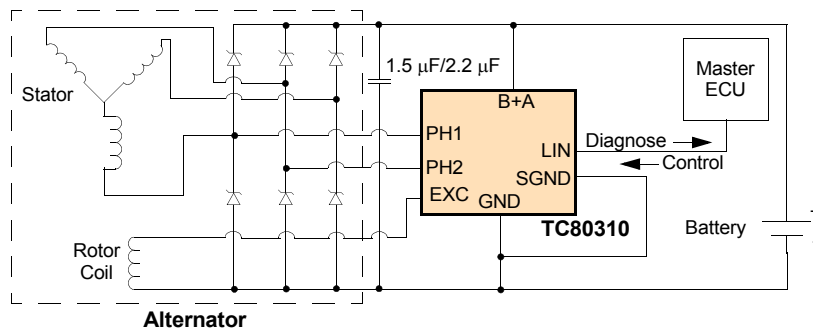 Stator
1.5 µF/2.2 µF
Master
ECU
B+A
PH1
PH2
EXC
LIN
SGND
GND
Diagnose
Control
TC80310
Battery
Rotor
Coil
Alternator